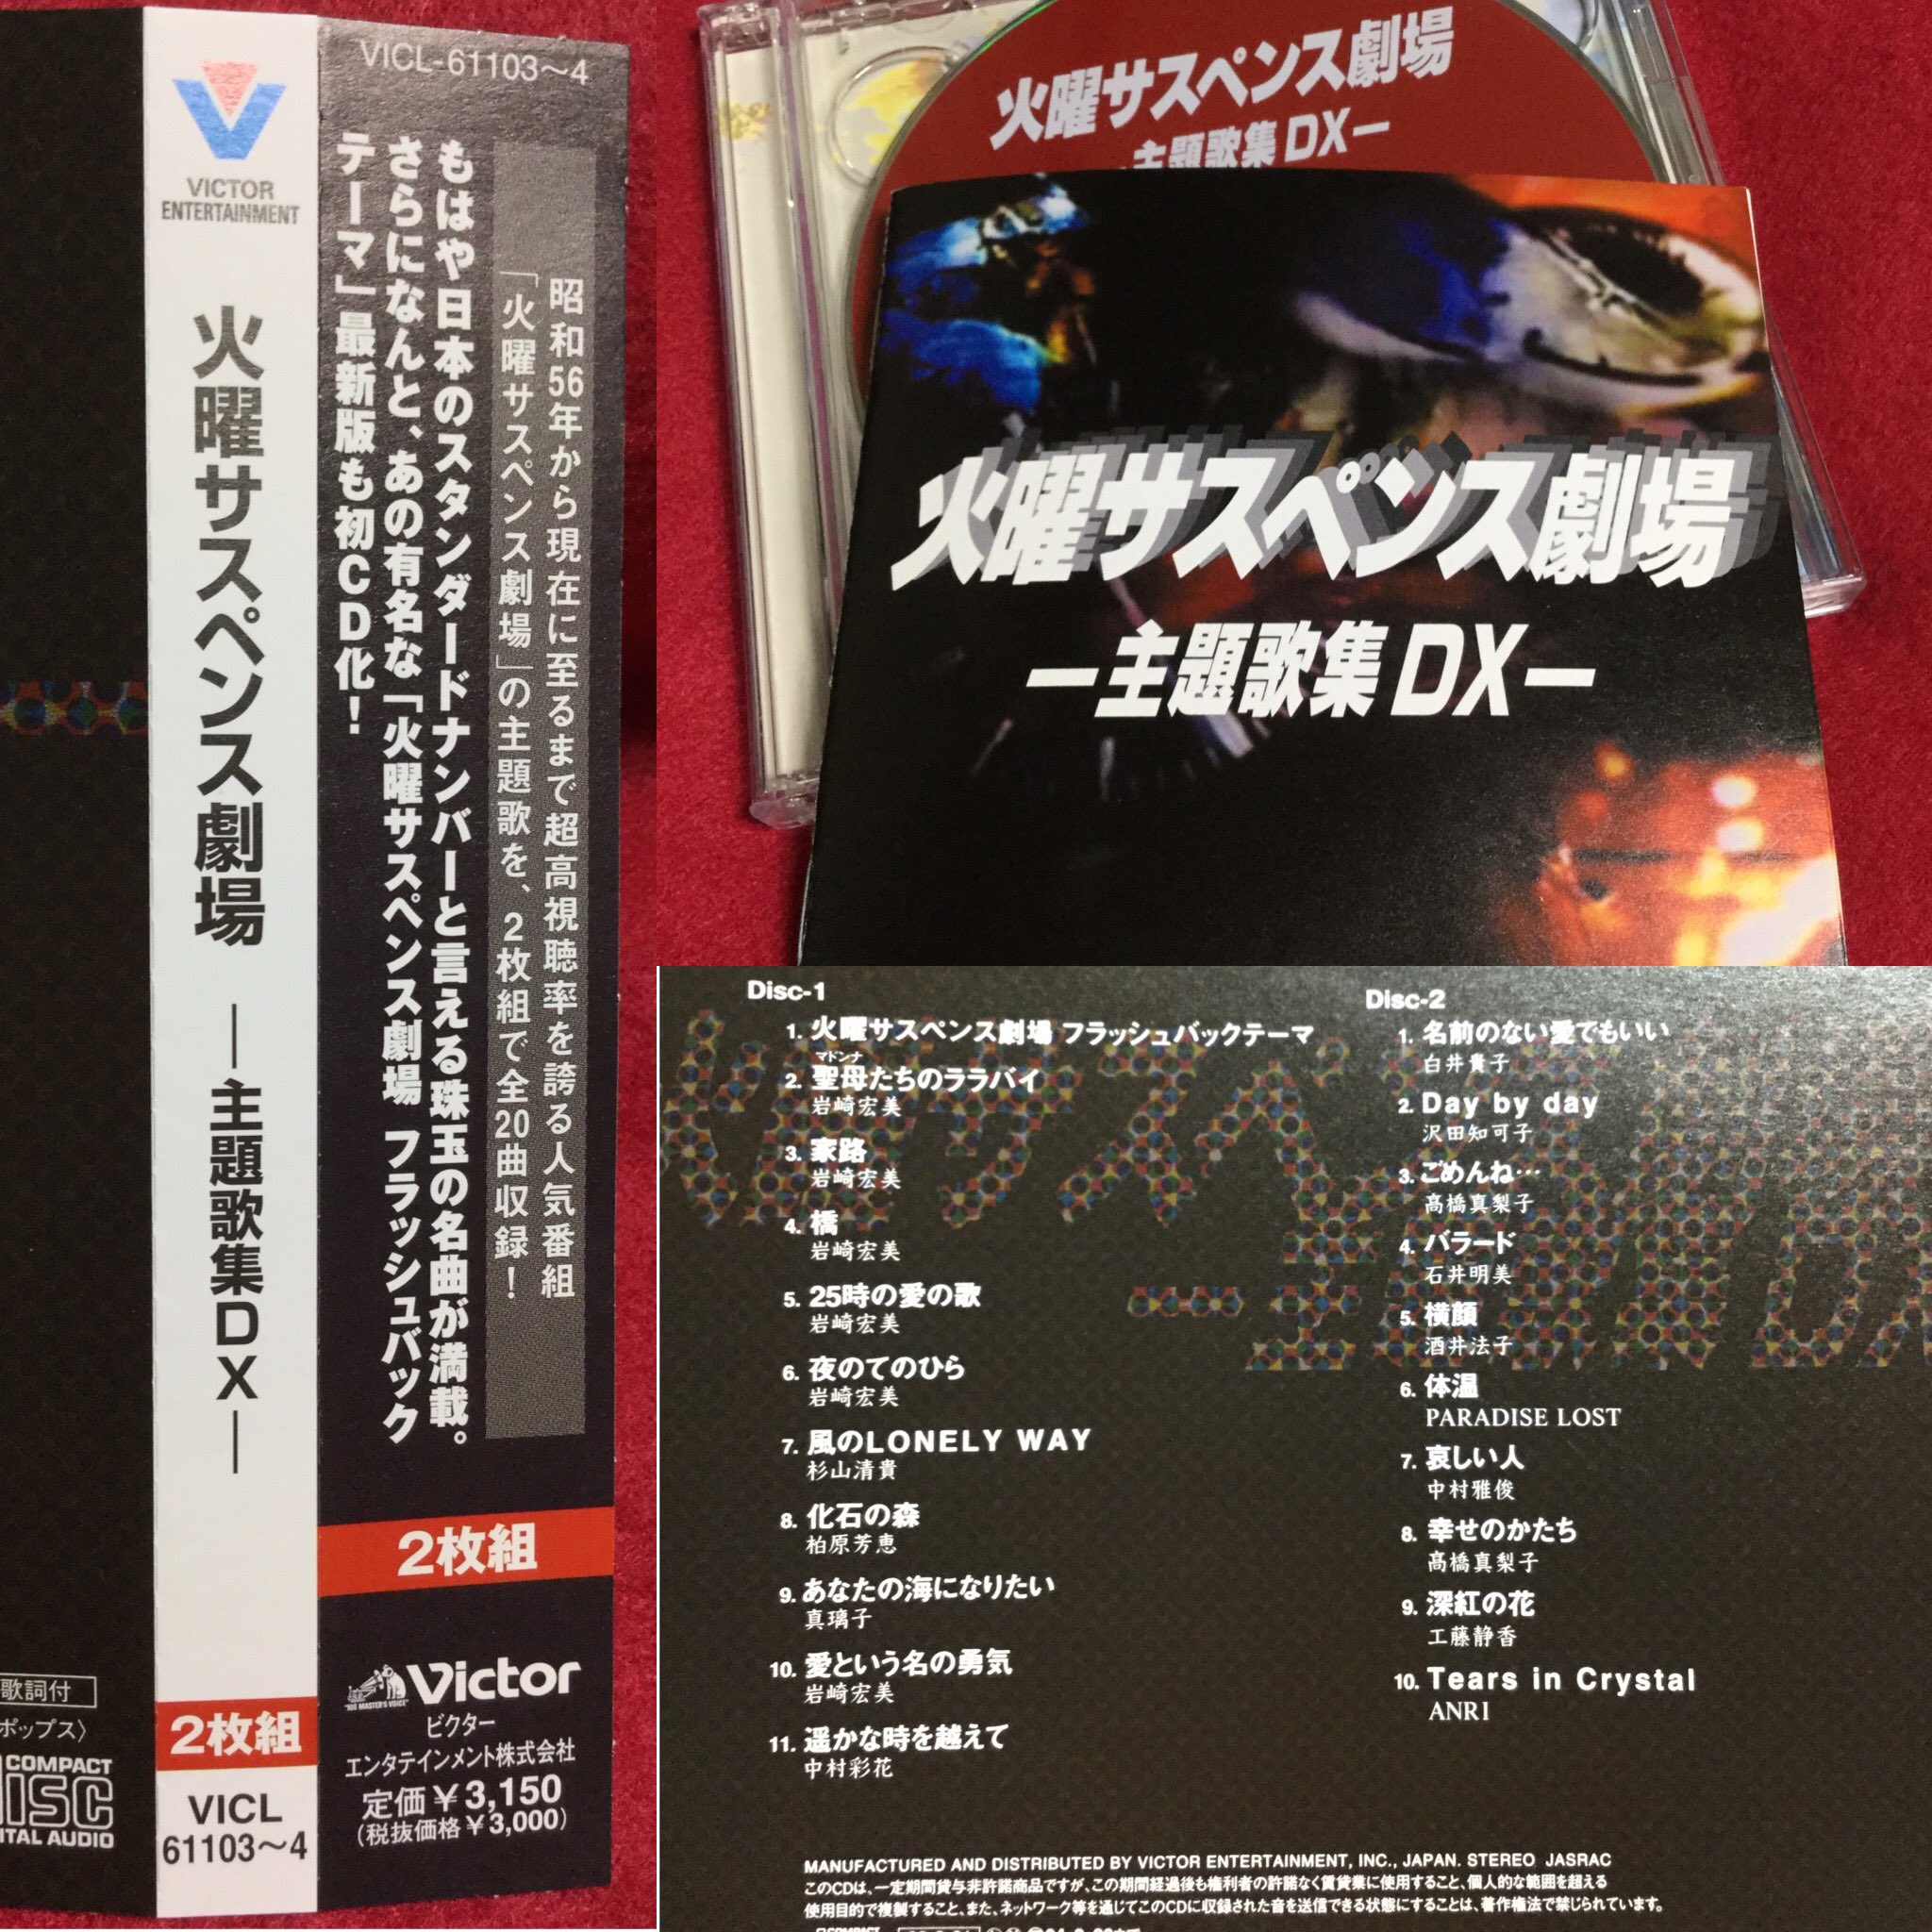 VICTOR
ENTERTAINMENT
火曜サスペンス劇場 ―主題歌集DX―
2枚組
VICL
61103〜4
歌詞付
ポップス〉
COMPACT
DISC
ITAL AUDIO
VICL-61103〜4
昭和56年から現在に至るまで超高視聴率を誇る人気番組
「火曜サスペンス劇場」の主題歌を、2枚組で全20曲収録！
もはや日本のスタンダードナンバーと言える珠玉の名曲が満載。
さらになんと、あの有名な「火曜サスペンス劇場 フラッシュバック
テーマ」最新版も初CD化！
2枚組
"HIS MASTER'S VOICE"
Victor
ビクター
エンタテインメント株式会社
定価￥3,150
(税抜価格￥3,000)
火曜サスペンス劇場
―主題歌集 DX―
火曜サスペンス劇場
―主題歌集 DX―
Disc-1
1. 火曜サスペンス劇場 フラッシュバックテーマ
マドンナ
2. 聖母たちのララバイ
岩崎宏美
3. 家路
岩崎宏美
4. 橋
岩崎宏美
5. 25時の愛の歌
岩崎宏美
6. 夜のてのひら
岩崎宏美
7. 風のLONELY WAY
杉山清貴
8. 化石の森
柏原芳恵
9. あなたの海になりたい
真璃子
10. 愛という名の勇気
岩崎宏美
11. 遥かな時を越えて
中村彩花
Disc-2
1. 名前のない愛でもいい
白井貴子
2. Day by day
沢田知可子
3. ごめんね…
髙橋真梨子
4. バラード
石井明美
5. 横顔
酒井法子
6. 体温
PARADISE LOST
7. 哀しい人
中村雅俊
8. 幸せのかたち
髙橋真梨子
9. 深紅の花
工藤静香
10. Tears in Crystal
ANRI
MANUFACTURED AND DISTRIBUTED BY VICTOR ENTERTAINMENT, INC., JAPAN. STEREO JASRAC
このCDは、一定期間貸与非許諾商品ですが、この期間経過後も権利者の許諾なく賃貸業に使用すること、個人的な範囲を超える
使用目的で複製すること、また、ネットワーク等を通じてこのCDに収録された音を送信できる状態にすることは、著作権法で禁じられています。